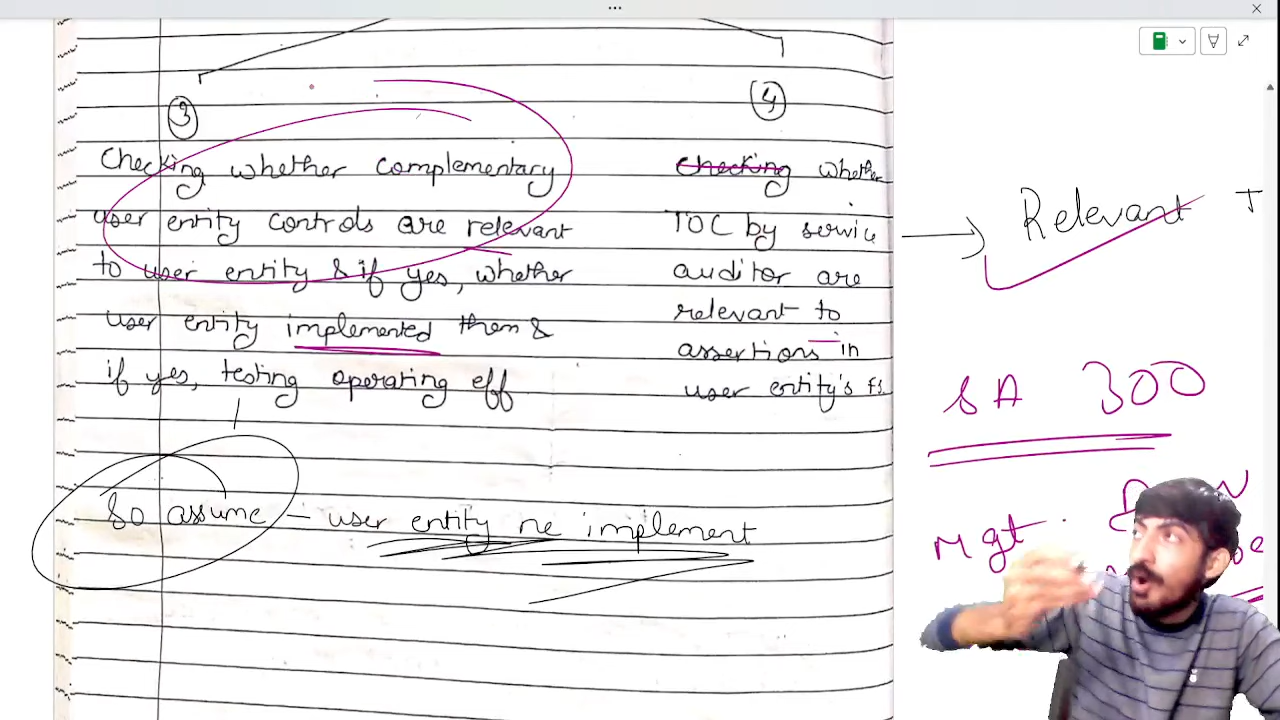 3
Checking whether complementary
user entity controls are relevant
to user entity & if yes, whether
user entity implemented them &
if yes, testing operating eff
So assume - user entity ne implement
4
Checking whether
TOC by service
auditor are
relevant to
assertions in
user entity's FS.
Relevant T
SA 300
Mgt